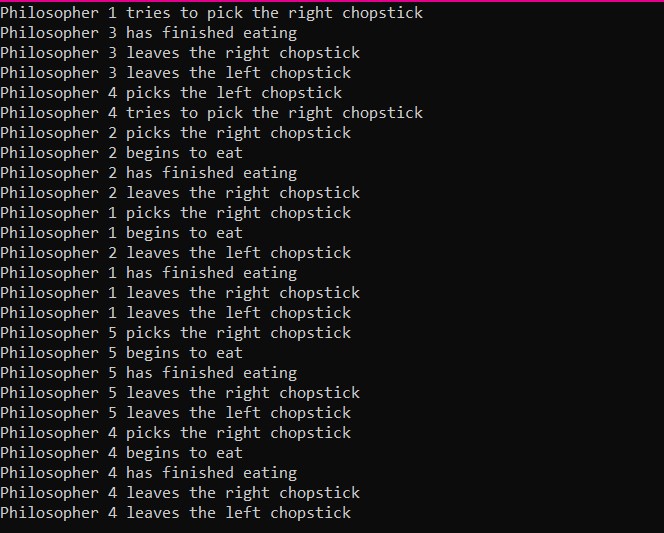 Philosopher 1 tries to pick the right chopstick
Philosopher 3 has finished eating
Philosopher 3 leaves the right chopstick
Philosopher 3 leaves the left chopstick
Philosopher 4 picks the left chopstick
Philosopher 4 tries to pick the right chopstick
Philosopher 2 picks the right chopstick
Philosopher 2 begins to eat
Philosopher 2 has finished eating
Philosopher 2 leaves the right chopstick
Philosopher 1 picks the right chopstick
Philosopher 1 begins to eat
Philosopher 2 leaves the left chopstick
Philosopher 1 has finished eating
Philosopher 1 leaves the right chopstick
Philosopher 1 leaves the left chopstick
Philosopher 5 picks the right chopstick
Philosopher 5 begins to eat
Philosopher 5 has finished eating
Philosopher 5 leaves the right chopstick
Philosopher 5 leaves the left chopstick
Philosopher 4 picks the right chopstick
Philosopher 4 begins to eat
Philosopher 4 has finished eating
Philosopher 4 leaves the right chopstick
Philosopher 4 leaves the left chopstick